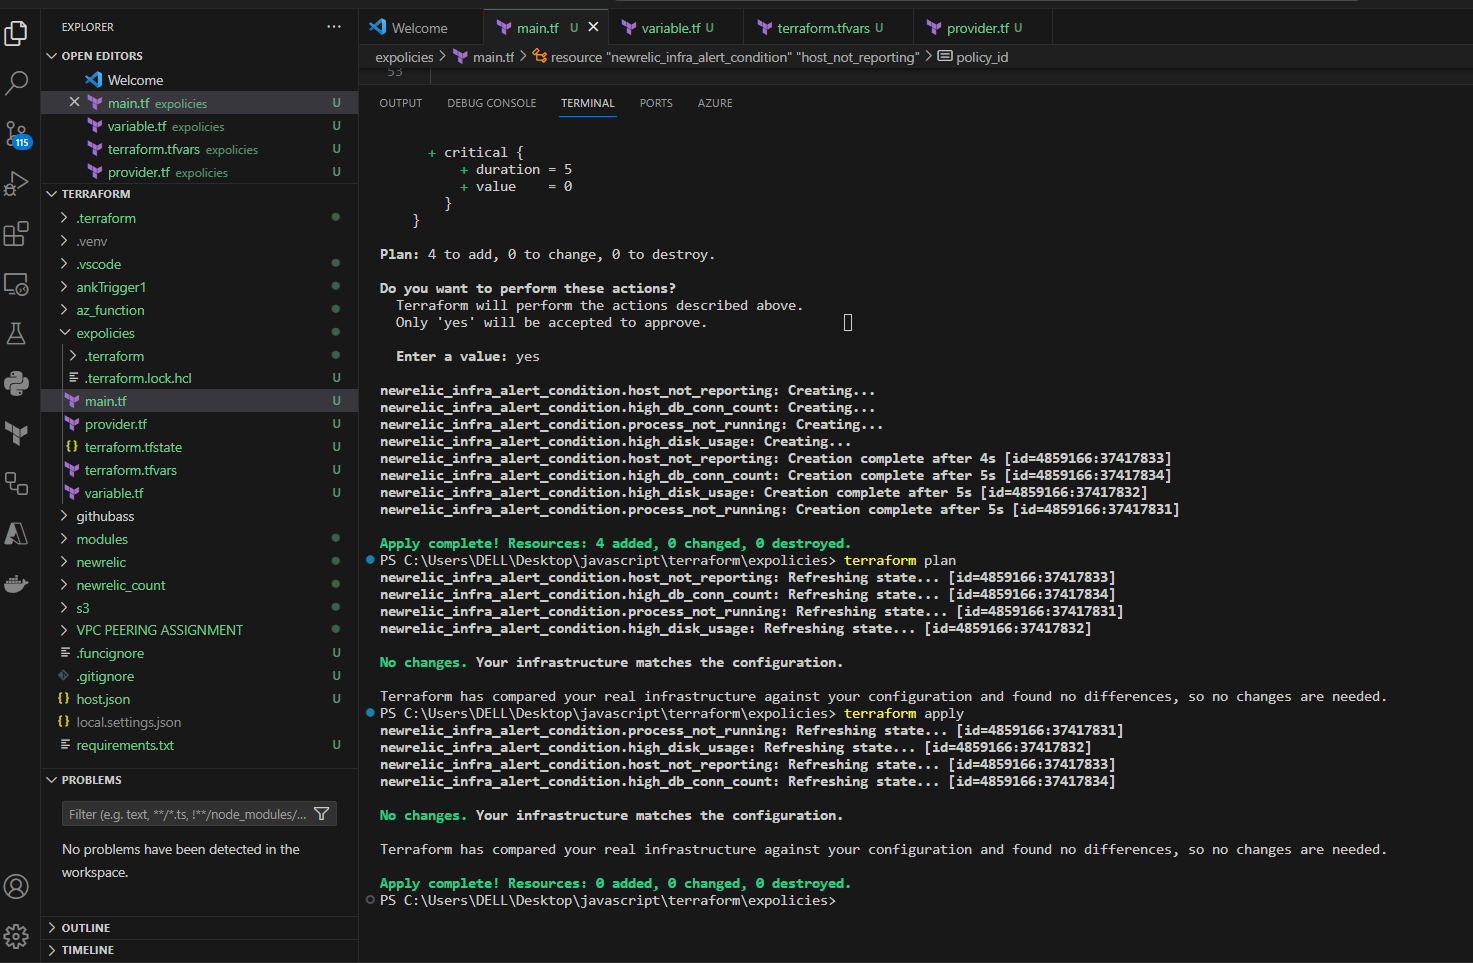 EXPLORER
OPEN EDITORS
Welcome
main.tf expolicies U
variable.tf expolicies U
terraform.tfvars expolicies U
provider.tf expolicies U
115
TERRAFORM
.terraform
.venv
.vscode
ankTrigger1
az_function
expolicies
.terraform
.terraform.lock.hcl U
main.tf U
provider.tf U
terraform.tfstate U
terraform.tfvars U
variable.tf U
githubass
modules
newrelic
newrelic_count
s3
VPC PEERING ASSIGNMENT
.funcignore U
.gitignore U
host.json U
local.settings.json
requirements.txt U
PROBLEMS
Filter (e.g. text, **/*.ts, !**/node_modules/...
No problems have been detected in the
workspace.
OUTLINE
TIMELINE
Welcome
main.tf U
variable.tf U
terraform.tfvars U
provider.tf U
expolicies > main.tf > resource "newrelic_infra_alert_condition" "host_not_reporting" > policy_id
53
OUTPUT DEBUG CONSOLE TERMINAL PORTS AZURE
+ critical {
+ duration = 5
+ value = 0
}
}
Plan: 4 to add, 0 to change, 0 to destroy.
Do you want to perform these actions?
Terraform will perform the actions described above.
Only 'yes' will be accepted to approve.
Enter a value: yes
newrelic_infra_alert_condition.host_not_reporting: Creating...
newrelic_infra_alert_condition.high_db_conn_count: Creating...
newrelic_infra_alert_condition.process_not_running: Creating...
newrelic_infra_alert_condition.high_disk_usage: Creating...
newrelic_infra_alert_condition.host_not_reporting: Creation complete after 4s [id=4859166:37417833]
newrelic_infra_alert_condition.high_db_conn_count: Creation complete after 5s [id=4859166:37417834]
newrelic_infra_alert_condition.high_disk_usage: Creation complete after 5s [id=4859166:37417832]
newrelic_infra_alert_condition.process_not_running: Creation complete after 5s [id=4859166:37417831]
Apply complete! Resources: 4 added, 0 changed, 0 destroyed.
PS C:\Users\DELL\Desktop\javascript\terraform\expolicies> terraform plan
newrelic_infra_alert_condition.host_not_reporting: Refreshing state... [id=4859166:37417833]
newrelic_infra_alert_condition.high_db_conn_count: Refreshing state... [id=4859166:37417834]
newrelic_infra_alert_condition.process_not_running: Refreshing state... [id=4859166:37417831]
newrelic_infra_alert_condition.high_disk_usage: Refreshing state... [id=4859166:37417832]
No changes. Your infrastructure matches the configuration.
Terraform has compared your real infrastructure against your configuration and found no differences, so no changes are needed.
PS C:\Users\DELL\Desktop\javascript\terraform\expolicies> terraform apply
newrelic_infra_alert_condition.process_not_running: Refreshing state... [id=4859166:37417831]
newrelic_infra_alert_condition.high_disk_usage: Refreshing state... [id=4859166:37417832]
newrelic_infra_alert_condition.host_not_reporting: Refreshing state... [id=4859166:37417833]
newrelic_infra_alert_condition.high_db_conn_count: Refreshing state... [id=4859166:37417834]
No changes. Your infrastructure matches the configuration.
Terraform has compared your real infrastructure against your configuration and found no differences, so no changes are needed.
Apply complete! Resources: 0 added, 0 changed, 0 destroyed.
PS C:\Users\DELL\Desktop\javascript\terraform\expolicies>